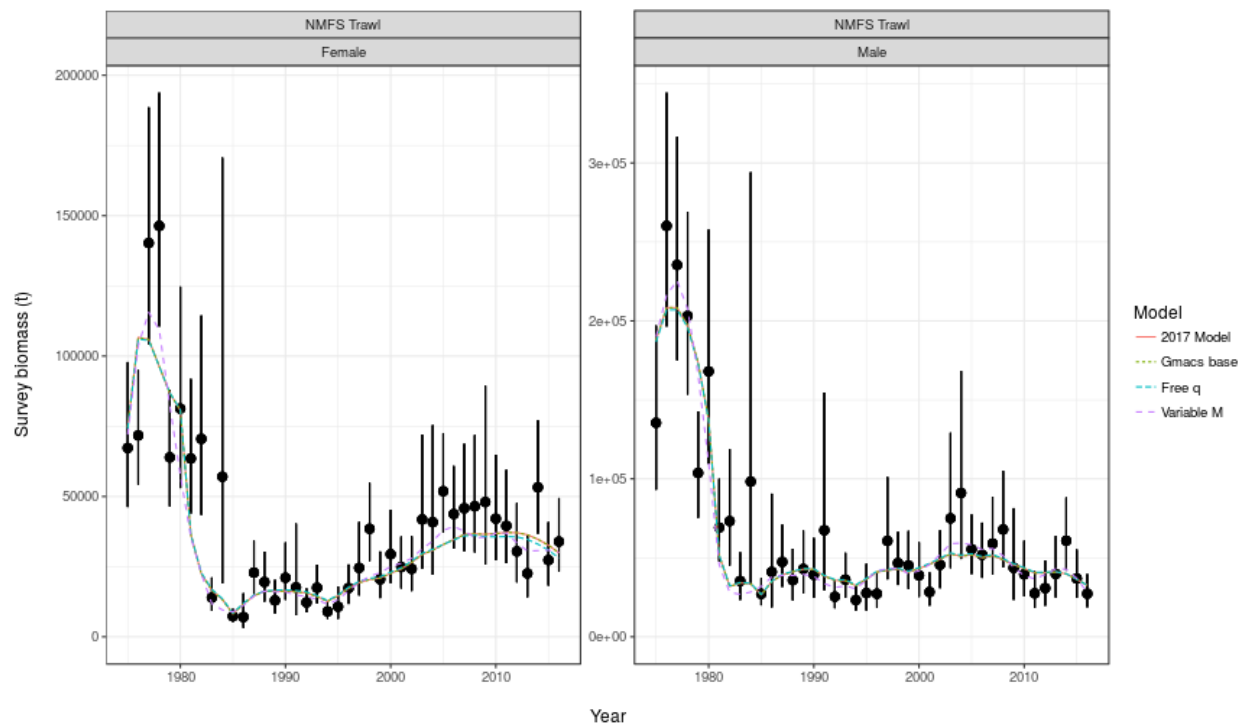 NMFS Trawl
Female
NMFS Trawl
Male
Survey biomass (t)
200000
150000
100000
50000
0
3e+05
2e+05
1e+05
0e+00
1980
1990
2000
2010
1980
1990
2000
2010
Year
Model
2017 Model
Gmacs base
Free q
Variable M